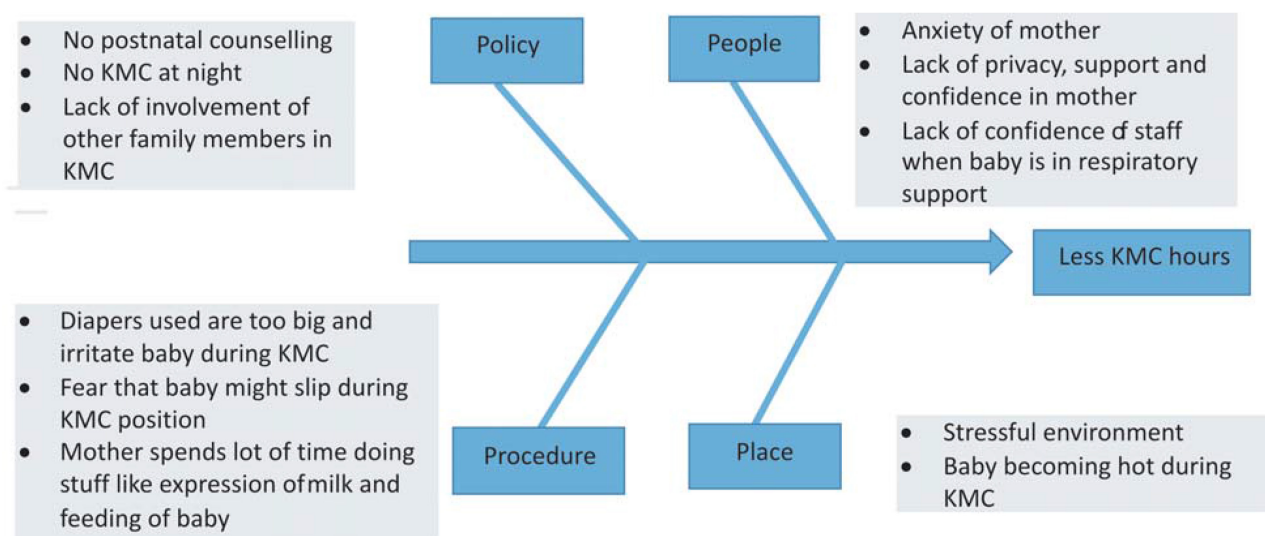 • No postnatal counselling
• No KMC at night
• Lack of involvement of
other family members in
KMC
Policy
People
• Anxiety of mother
• Lack of privacy, support and
confidence in mother
• Lack of confidence of staff
when baby is in respiratory
support
Less KMC hours
• Diapers used are too big and
irritate baby during KMC
• Fear that baby might slip during
KMC position
• Mother spends lot of time doing
stuff like expression of milk and
feeding of baby
Procedure
Place
• Stressful environment
• Baby becoming hot during
KMC